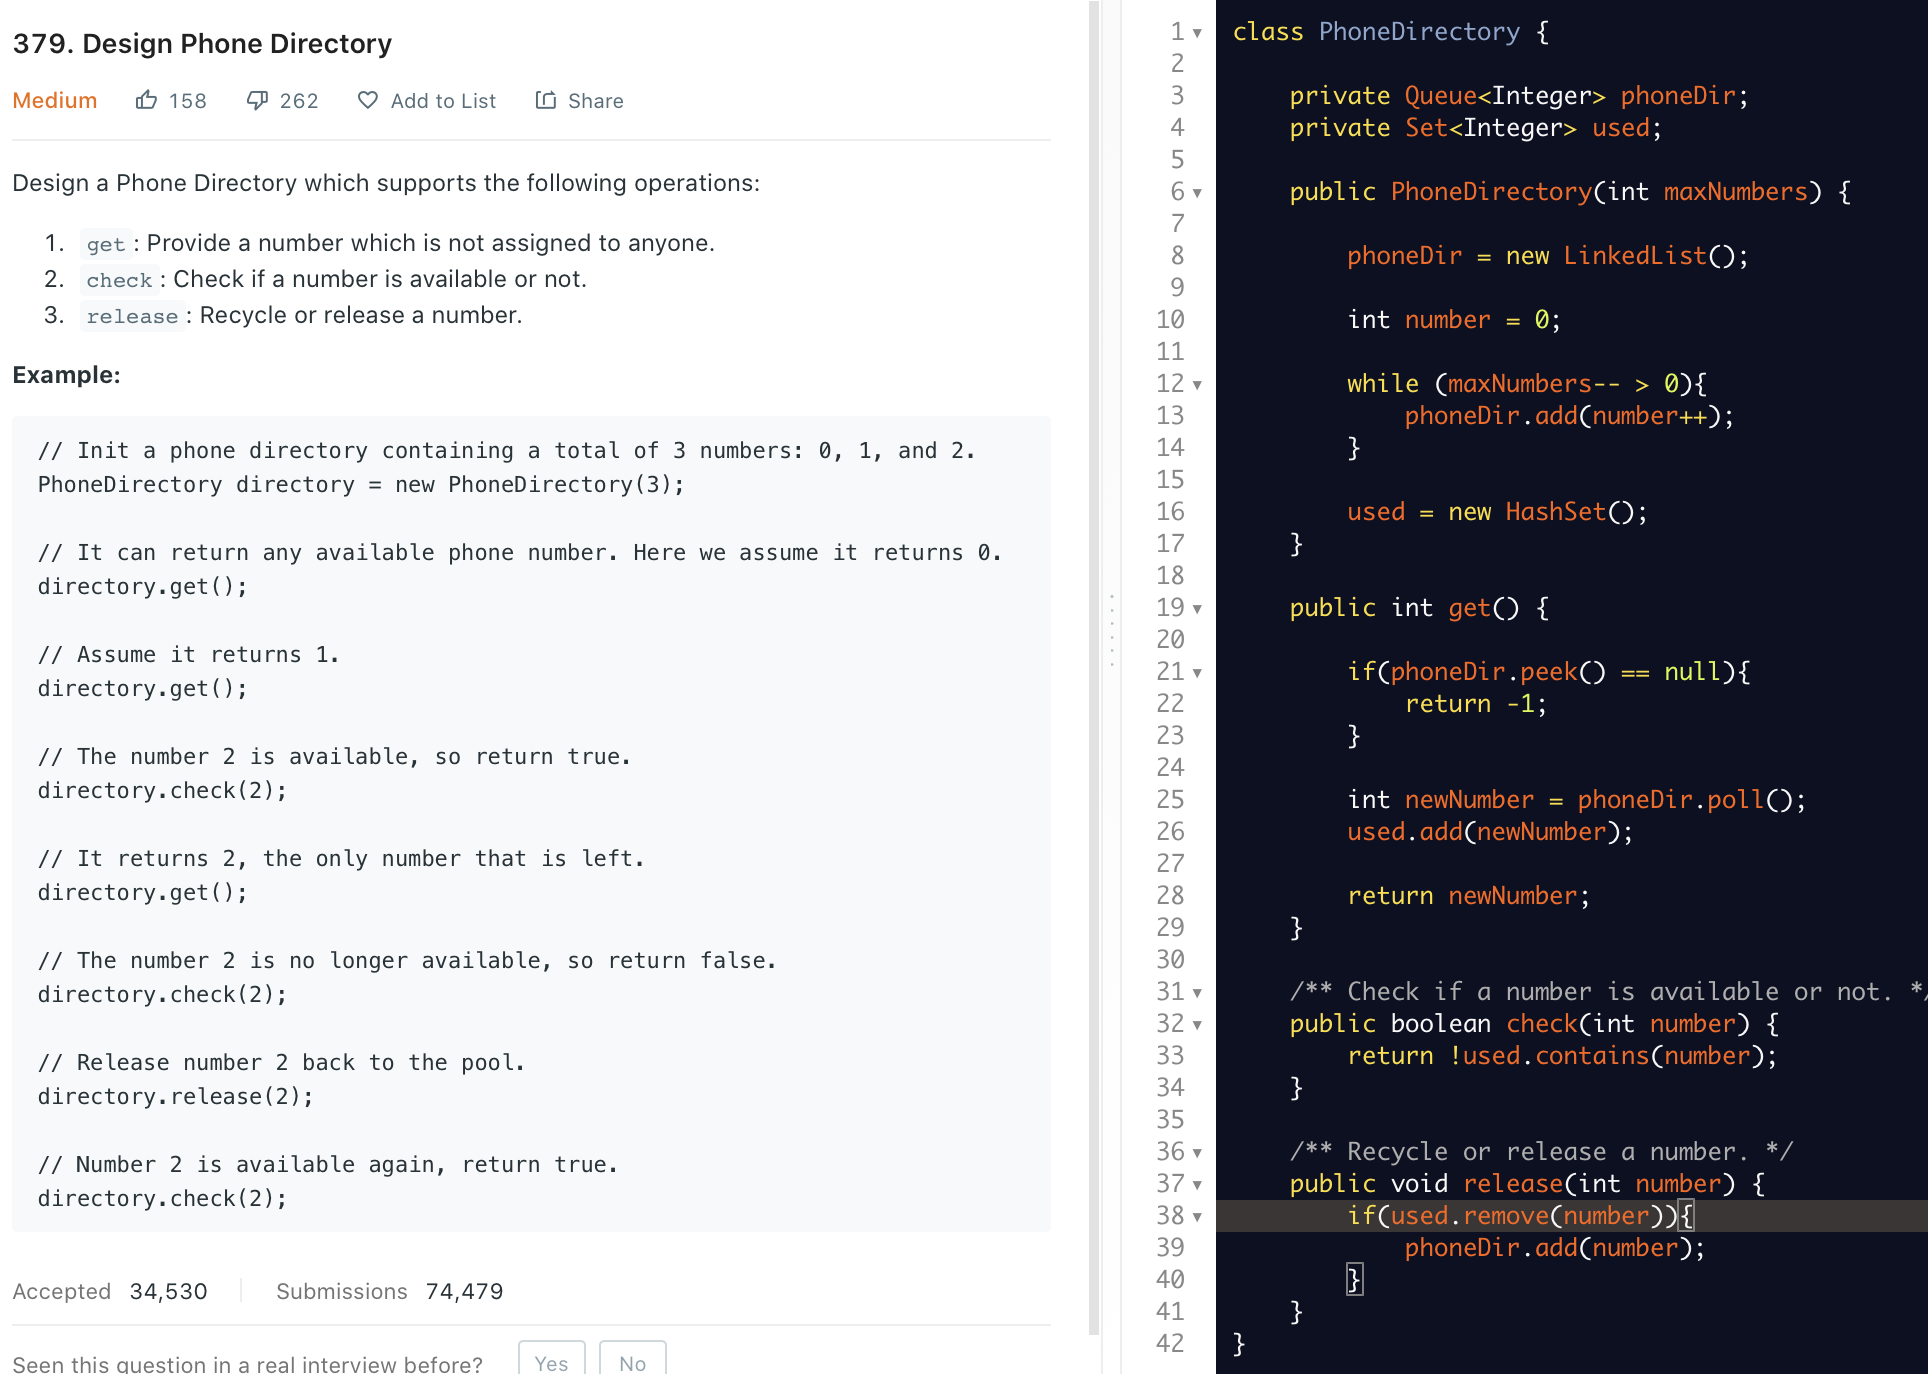 379. Design Phone Directory
Medium 158 262 Add to List Share
Design a Phone Directory which supports the following operations:
1. get : Provide a number which is not assigned to anyone.
2. check : Check if a number is available or not.
3. release : Recycle or release a number.
Example:
// Init a phone directory containing a total of 3 numbers: 0, 1, and 2.
PhoneDirectory directory = new PhoneDirectory(3);
// It can return any available phone number. Here we assume it returns 0.
directory.get();
// Assume it returns 1.
directory.get();
// The number 2 is available, so return true.
directory.check(2);
// It returns 2, the only number that is left.
directory.get();
// The number 2 is no longer available, so return false.
directory.check(2);
// Release number 2 back to the pool.
directory.release(2);
// Number 2 is available again, return true.
directory.check(2);
Accepted 34,530 Submissions 74,479
Seen this question in a real interview before? Yes No
1 class PhoneDirectory {
2
3 private Queue<Integer> phoneDir;
4 private Set<Integer> used;
5
6 public PhoneDirectory(int maxNumbers) {
7
8 phoneDir = new LinkedList();
9
10 int number = 0;
11
12 while (maxNumbers-- > 0){
13 phoneDir.add(number++);
14 }
15
16 used = new HashSet();
17 }
18
19 public int get() {
20
21 if(phoneDir.peek() == null){
22 return -1;
23 }
24
25 int newNumber = phoneDir.poll();
26 used.add(newNumber);
27
28 return newNumber;
29 }
30
31 /** Check if a number is available or not. */
32 public boolean check(int number) {
33 return !used.contains(number);
34 }
35
36 /** Recycle or release a number. */
37 public void release(int number) {
38 if(used.remove(number)){
39 phoneDir.add(number);
40 }
41 }
42 }